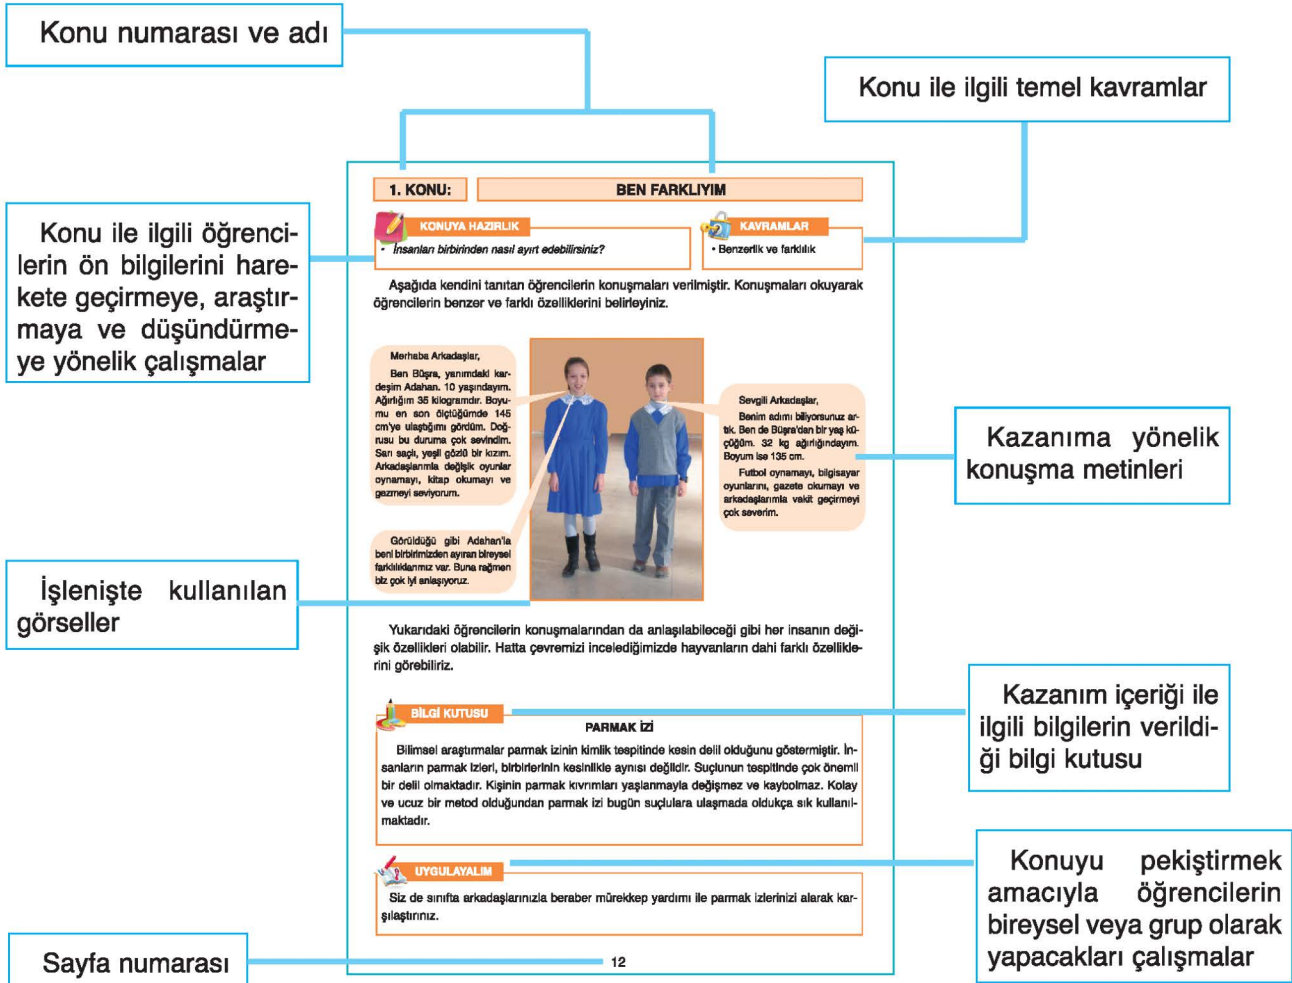 Konu numarası ve adı
Konu ile ilgili temel kavramlar
Konu ile ilgili öğrenci-
lerin ön bilgilerini hare-
kete geçirmeye, araştır-
maya ve düşündürme-
ye yönelik çalışmalar
1. KONU:
BEN FARKLIYIM
KONUYA HAZIRLIK
• İnsanları birbirinden nasıl ayırt edebilirsiniz?
KAVRAMLAR
• Benzerlik ve farklılık
Aşağıda kendini tanıtan öğrencilerin konuşmaları verilmiştir. Konuşmaları okuyarak
öğrencilerin benzer ve farklı özelliklerini belirleyiniz.
Merhaba Arkadaşlar,
Ben Büşra, yanımdaki kar-
deşim Adahan. 10 yaşındayım.
Ağırlığım 35 kilogramdır. Boyu-
mu en son ölçtüğümde 145
cm'ye ulaştığımı gördüm. Doğ-
rusu bu duruma çok sevindim.
Sarı saçlı, yeşil gözlü bir kızım.
Arkadaşlarımla değişik oyunlar
oynamayı, kitap okumayı ve
gezmeyi seviyorum.
Görüldüğü gibi Adahan'la
beni birbirimizden ayıran bireysel
farklılıklarımız var. Buna rağmen
biz çok iyi anlaşıyoruz.
Sevgili Arkadaşlar,
Benim adımı biliyorsunuz ar-
tık. Ben de Büşra'dan bir yaş kü-
çüğüm. 32 kg ağırlığındayım.
Boyum ise 135 cm.
Futbol oynamayı, bilgisayar
oyunlarını, gazete okumayı ve
arkadaşlarımla vakit geçirmeyi
çok severim.
Kazanıma yönelik
konuşma metinleri
İşlenişte kullanılan
görseller
Yukarıdaki öğrencilerin konuşmalarından da anlaşılabileceği gibi her insanın deği-
şik özellikleri olabilir. Hatta çevremizi incelediğimizde hayvanların dahi farklı özellikle-
rini görebiliriz.
Kazanım içeriği ile
ilgili bilgilerin verildi-
ği bilgi kutusu
BİLGİ KUTUSU
PARMAK İZİ
Bilimsel araştırmalar parmak izinin kimlik tespitinde kesin delil olduğunu göstermiştir. İn-
sanların parmak izleri, birbirlerinin kesinlikle aynısı değildir. Suçlunun tespitinde çok önemli
bir delil olmaktadır. Kişinin parmak kıvrımları yaşlanmayla değişmez ve kaybolmaz. Kolay
ve ucuz bir metod olduğundan parmak izi bugün suçlulara ulaşmada oldukça sık kullanıl-
maktadır.
UYGULAYALIM
Siz de sınıfta arkadaşlarınızla beraber mürekkep yardımı ile parmak izlerinizi alarak kar-
şılaştırınız.
Konuyu pekiştirmek
amacıyla öğrencilerin
bireysel veya grup olarak
yapacakları çalışmalar
Sayfa numarası
12